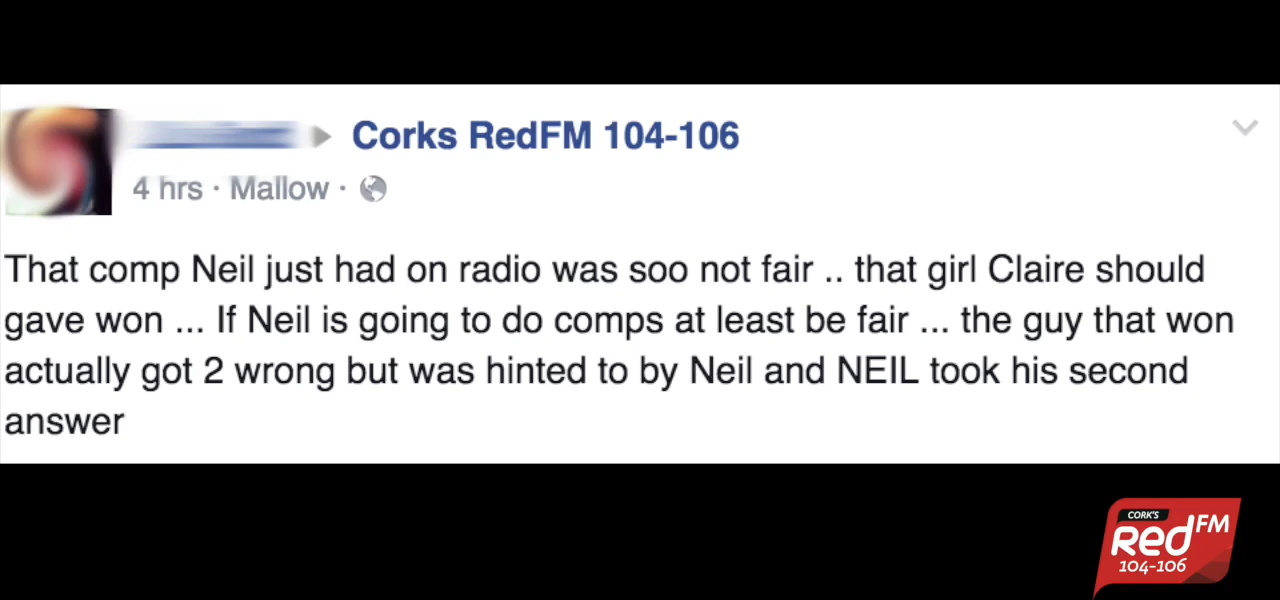 Corks RedFM 104-106
4 hrs · Mallow ·
That comp Neil just had on radio was soo not fair .. that girl Claire should
gave won ... If Neil is going to do comps at least be fair ... the guy that won
actually got 2 wrong but was hinted to by Neil and NEIL took his second
answer
CORK'S
Red FM
104-106